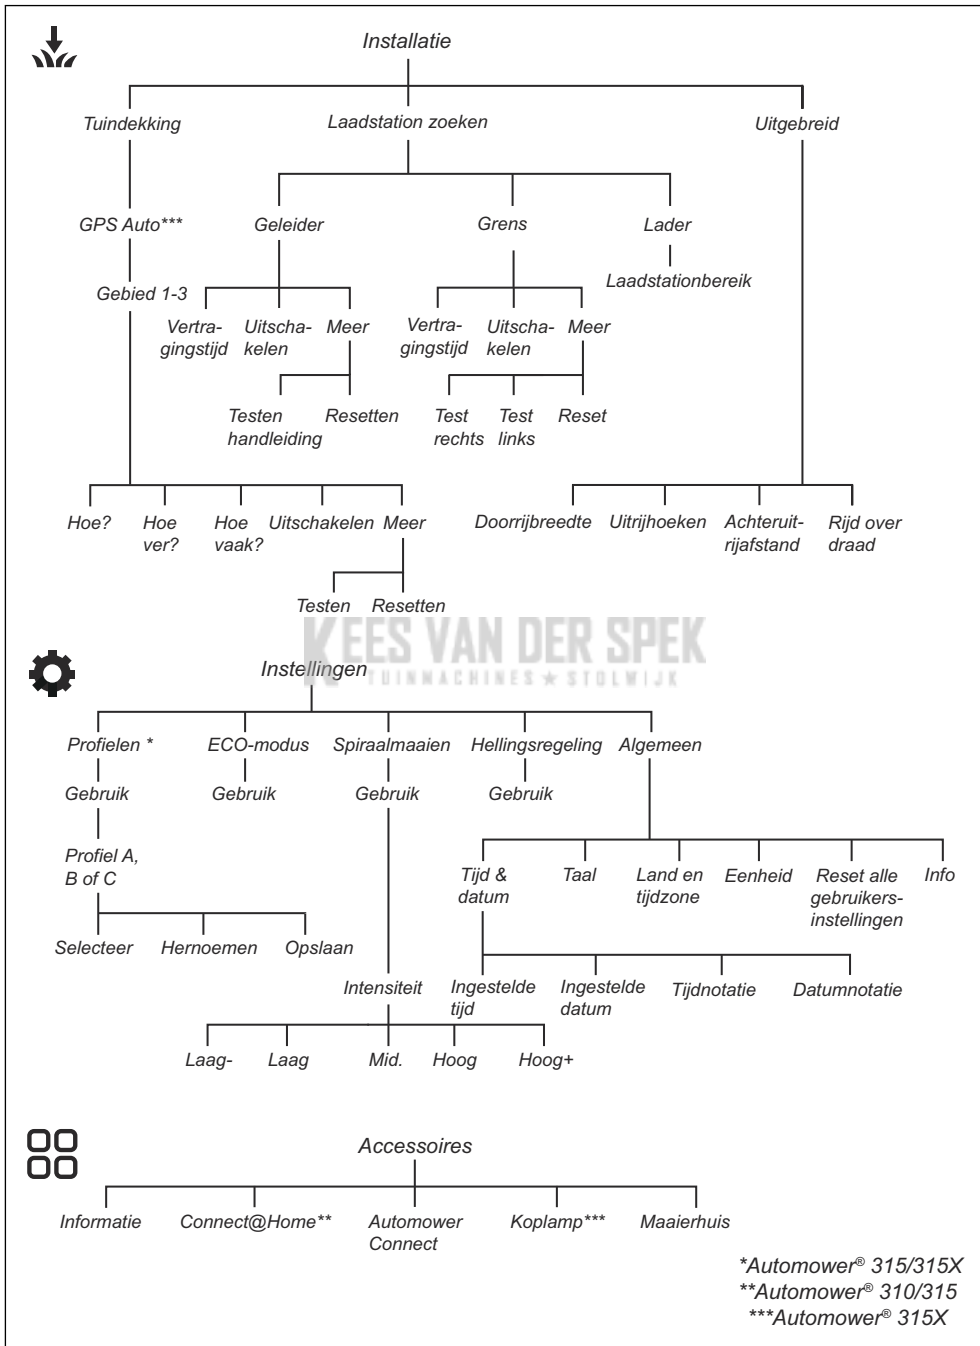 Installatie
Tuindekking
Laadstation zoeken
Uitgebreid
GPS Auto***
Geleider
Grens
Lader
Gebied 1-3
Laadstationbereik
Vertra-
gingstijd
Uitscha-
kelen
Meer
Vertra-
gingstijd
Uitscha-
kelen
Meer
Testen
handleiding
Resetten
Test
rechts
Test
links
Reset
Hoe?
Hoe
ver?
Hoe
vaak?
Uitschakelen
Meer
Doorrijbreedte
Uitrijhoeken
Achteruit-
rijafstand
Rijd over
draad
Testen
Resetten
KEES VAN DER SPEK
TUINMACHINES ★ STOLWIJK
Instellingen
Profielen *
ECO-modus
Spiraalmaaien
Hellingsregeling
Algemeen
Gebruik
Gebruik
Gebruik
Gebruik
Profiel A,
B of C
Tijd &
datum
Taal
Land en
tijdzone
Eenheid
Reset alle
gebruikers-
instellingen
Info
Selecteer
Hernoemen
Opslaan
Intensiteit
Ingestelde
tijd
Ingestelde
datum
Tijdnotatie
Datumnotatie
Laag-
Laag
Mid.
Hoog
Hoog+
Accessoires
Informatie
Connect@Home**
Automower
Connect
Koplamp***
Maaierhuis
*Automower® 315/315X
**Automower® 310/315
***Automower® 315X